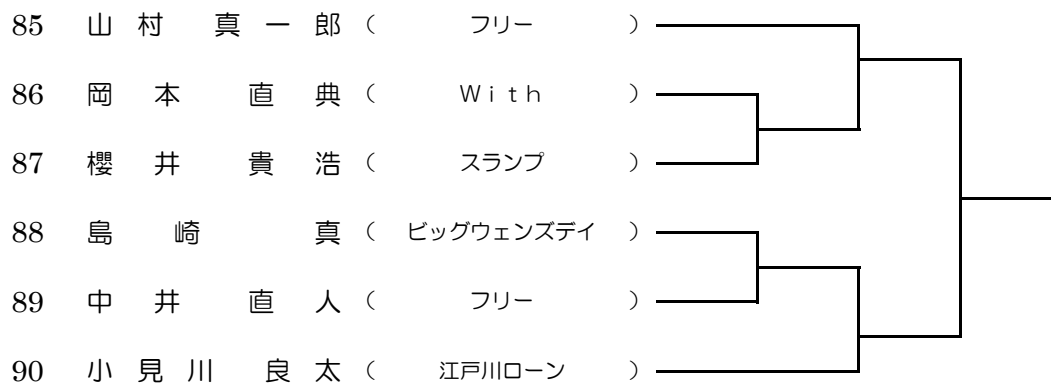 85 山村 真一郎（ フリー ）
86 岡本 直典（ Ｗｉｔｈ ）
87 櫻井 貴浩（ スランプ ）
88 島崎 真（ ビッグウェンズデイ ）
89 中井 直人（ フリー ）
90 小見川 良太（ 江戸川ローン ）